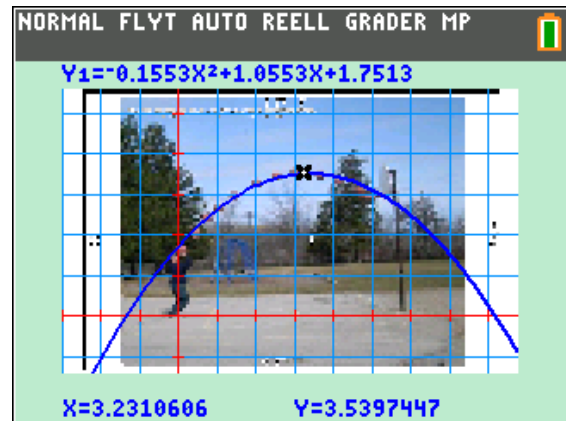 NORMAL FLYT AUTO REELL GRADER MP
Y₁=⁻0.1553X²+1.0553X+1.7513
X=3.2310606 Y=3.5397447